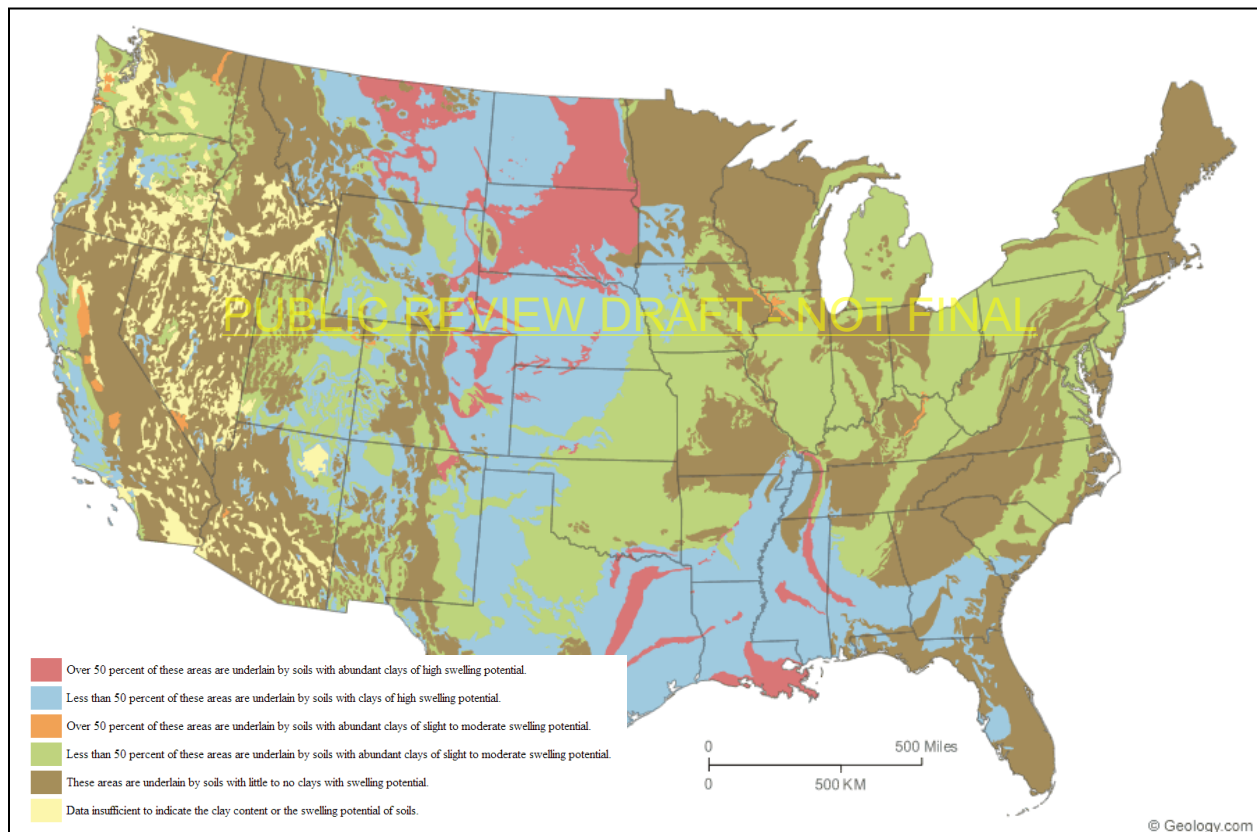 PUBLIC REVIEW DRAFT - NOT FINAL
Over 50 percent of these areas are underlain by soils with abundant clays of high swelling potential.
Less than 50 percent of these areas are underlain by soils with clays of high swelling potential.
Over 50 percent of these areas are underlain by soils with abundant clays of slight to moderate swelling potential.
Less than 50 percent of these areas are underlain by soils with abundant clays of slight to moderate swelling potential.
These areas are underlain by soils with little to no clays with swelling potential.
Data insufficient to indicate the clay content or the swelling potential of soils.
0 500 Miles
0 500 KM
© Geology.com